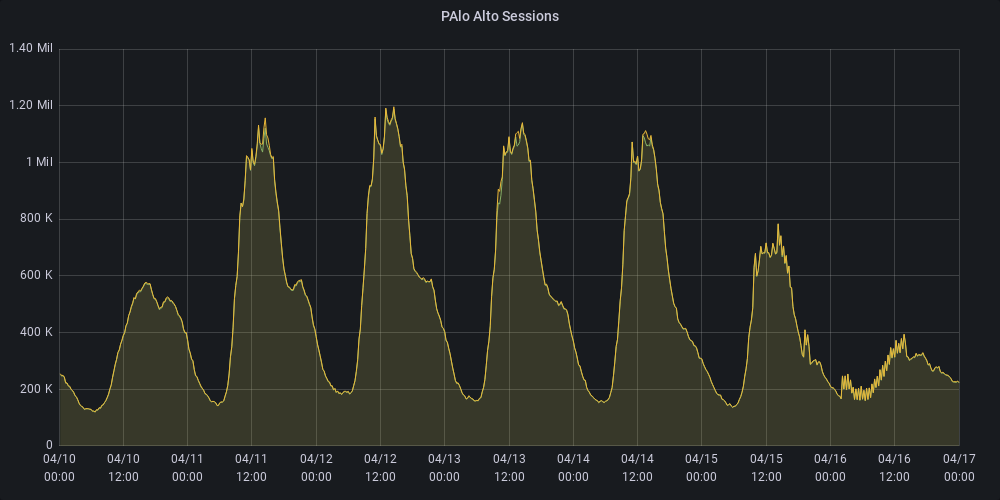 PAlo Alto Sessions
1.40 Mil
1.20 Mil
1 Mil
800 K
600 K
400 K
200 K
0
04/10 04/10 04/11 04/11 04/12 04/12 04/13 04/13 04/14 04/14 04/15 04/15 04/16 04/16 04/17
00:00 12:00 00:00 12:00 00:00 12:00 00:00 12:00 00:00 12:00 00:00 12:00 00:00 12:00 00:00